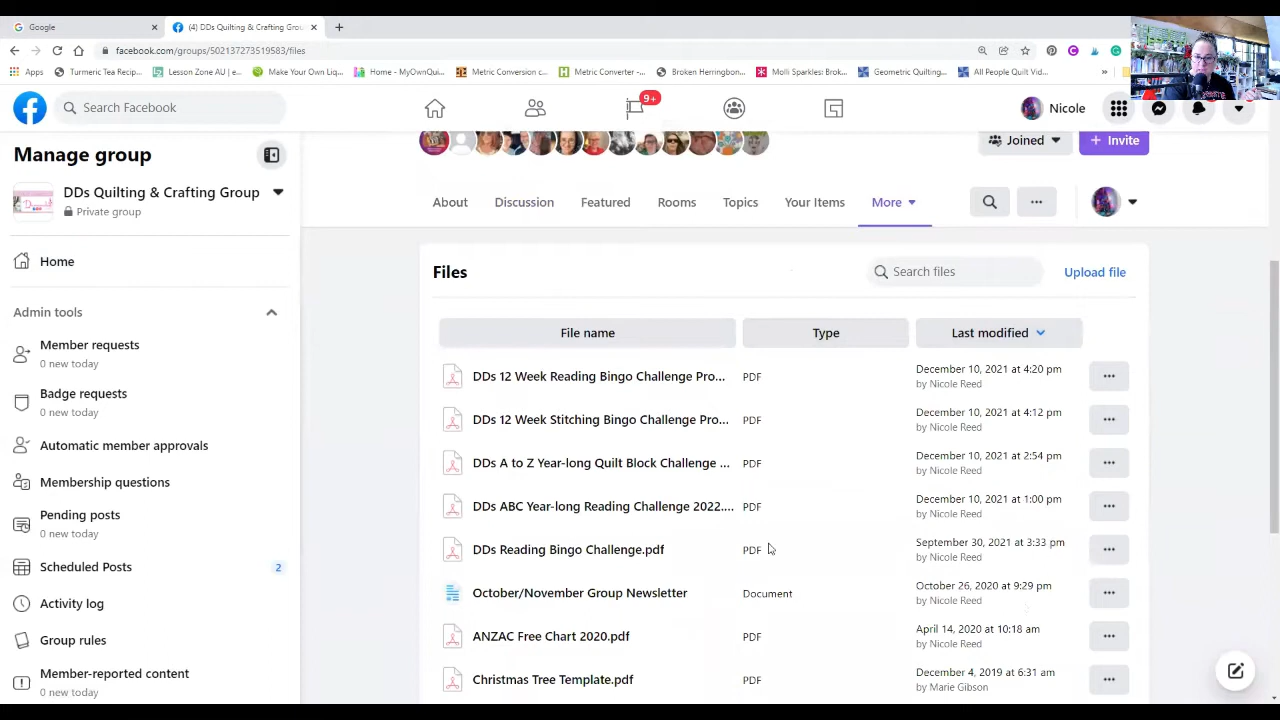 Google
(4) DDs Quilting & Crafting Grou
facebook.com/groups/502137273519583/files
Apps
Turmeric Tea Recip...
Lesson Zone AU | e...
Make Your Own Liq...
Home - MyOwnQui...
Metric Conversion c...
Metric Converter -...
Broken Herringbon...
Molli Sparkles: Brok...
Geometric Quilting...
All People Quilt Vid...
»
Search Facebook
9+
Nicole
Manage group
DDs Quilting & Crafting Group
Private group
Home
Admin tools
Member requests
0 new today
Badge requests
0 new today
Automatic member approvals
Membership questions
Pending posts
0 new today
Scheduled Posts
2
Activity log
Group rules
Member-reported content
0 new today
Joined
+ Invite
About
Discussion
Featured
Rooms
Topics
Your Items
More
Files
Search files
Upload file
File name
Type
Last modified
DDs 12 Week Reading Bingo Challenge Pro...
PDF
December 10, 2021 at 4:20 pm
by Nicole Reed
DDs 12 Week Stitching Bingo Challenge Pro...
PDF
December 10, 2021 at 4:12 pm
by Nicole Reed
DDs A to Z Year-long Quilt Block Challenge ...
PDF
December 10, 2021 at 2:54 pm
by Nicole Reed
DDs ABC Year-long Reading Challenge 2022....
PDF
December 10, 2021 at 1:00 pm
by Nicole Reed
DDs Reading Bingo Challenge.pdf
PDF
September 30, 2021 at 3:33 pm
by Nicole Reed
October/November Group Newsletter
Document
October 26, 2020 at 9:29 pm
by Nicole Reed
ANZAC Free Chart 2020.pdf
PDF
April 14, 2020 at 10:18 am
by Nicole Reed
Christmas Tree Template.pdf
PDF
December 4, 2019 at 6:31 am
by Marie Gibson